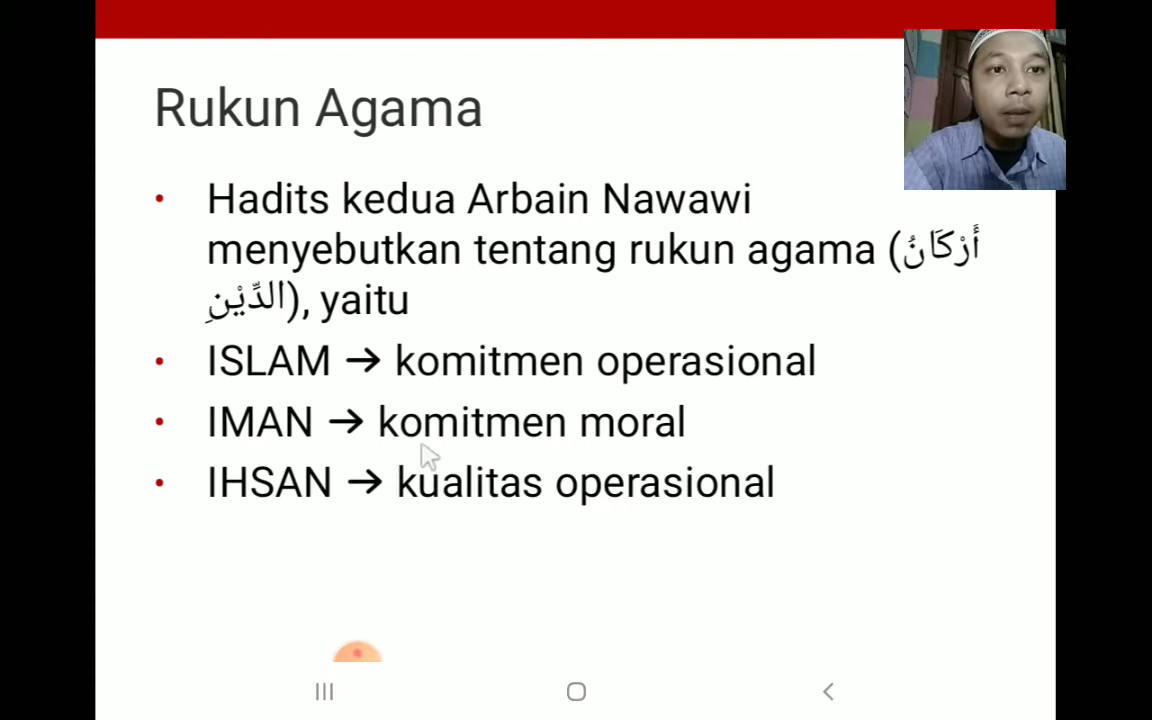 Rukun Agama
• Hadits kedua Arbain Nawawi
menyebutkan tentang rukun agama (أَرْكَانُ
الدِّيْنِ), yaitu
• ISLAM → komitmen operasional
• IMAN → komitmen moral
• IHSAN → kualitas operasional